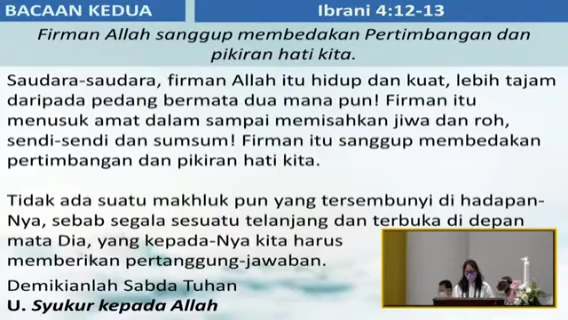 BACAAN KEDUA
Ibrani 4:12-13
Firman Allah sanggup membedakan Pertimbangan dan
pikiran hati kita.
Saudara-saudara, firman Allah itu hidup dan kuat, lebih tajam
daripada pedang bermata dua mana pun! Firman itu
menusuk amat dalam sampai memisahkan jiwa dan roh,
sendi-sendi dan sumsum! Firman itu sanggup membedakan
pertimbangan dan pikiran hati kita.
Tidak ada suatu makhluk pun yang tersembunyi di hadapan-
Nya, sebab segala sesuatu telanjang dan terbuka di depan
mata Dia, yang kepada-Nya kita harus
memberikan pertanggung-jawaban.
Demikianlah Sabda Tuhan
U. Syukur kepada Allah